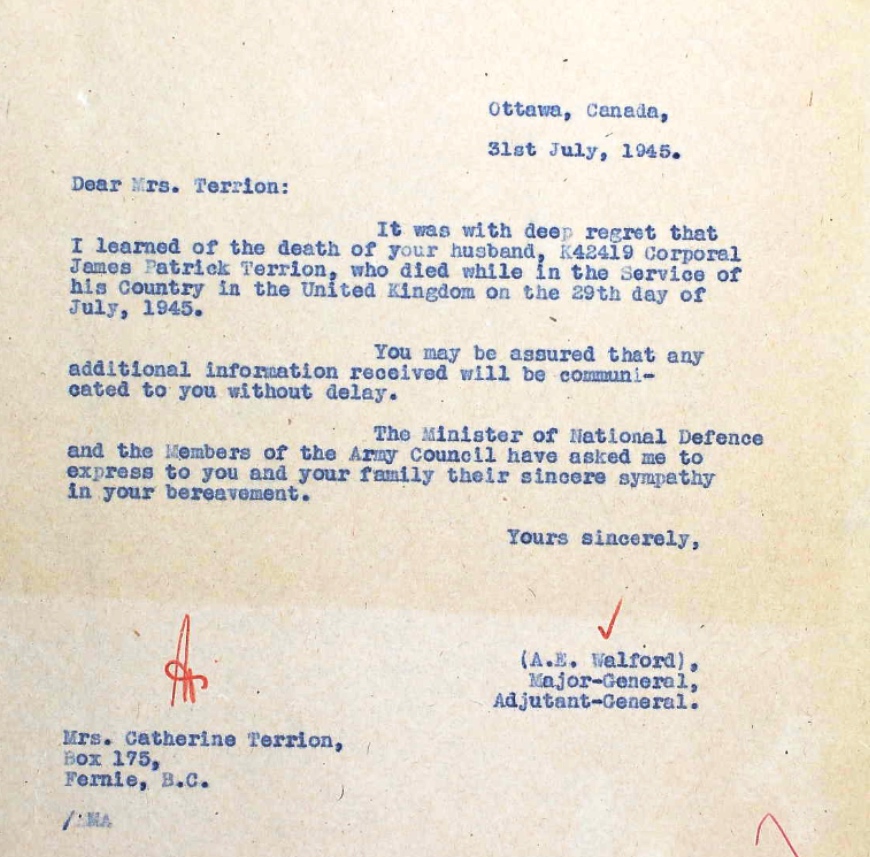 Ottawa, Canada,
31st July, 1945.
Dear Mrs. Terrion:
It was with deep regret that
I learned of the death of your husband, K42419 Corporal
James Patrick Terrion, who died while in the Service of
his Country in the United Kingdom on the 29th day of
July, 1945.
You may be assured that any
additional information received will be communi-
cated to you without delay.
The Minister of National Defence
and the Members of the Army Council have asked me to
express to you and your family their sincere sympathy
in your bereavement.
Yours sincerely,
(A.E. Walford),
Major-General,
Adjutant-General.
Mrs. Catherine Terrion,
Box 175,
Fernie, B.C.